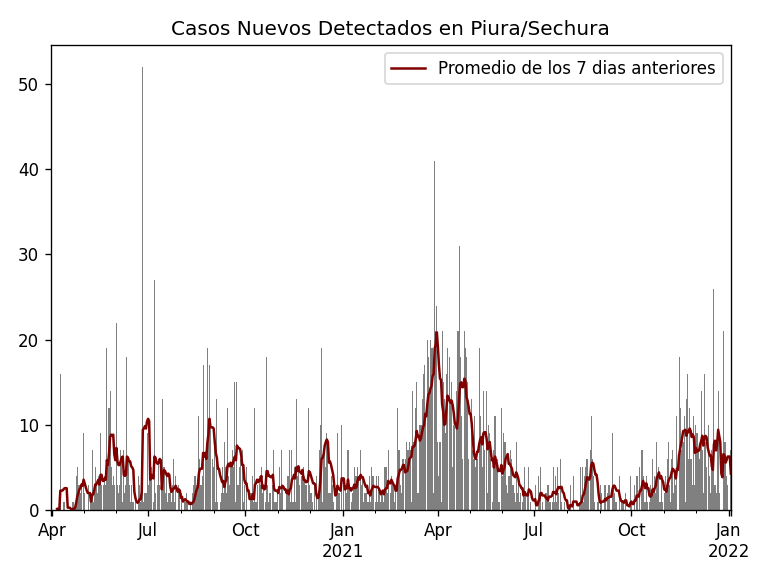 Casos Nuevos Detectados en Piura/Sechura
Promedio de los 7 dias anteriores
50
40
30
20
10
0
Apr Jul Oct Jan Apr Jul Oct Jan
2021 2022